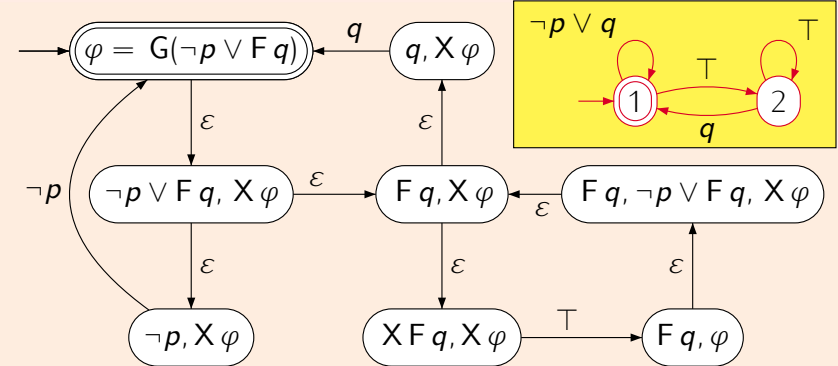 φ = G(¬p ∨ F q)
q
q, X φ
¬p ∨ q
⊤
⊤
1
2
q
ε
ε
¬p
¬p ∨ F q, X φ
ε
F q, X φ
ε
F q, ¬p ∨ F q, X φ
ε
ε
ε
¬p, X φ
X F q, X φ
⊤
F q, φ